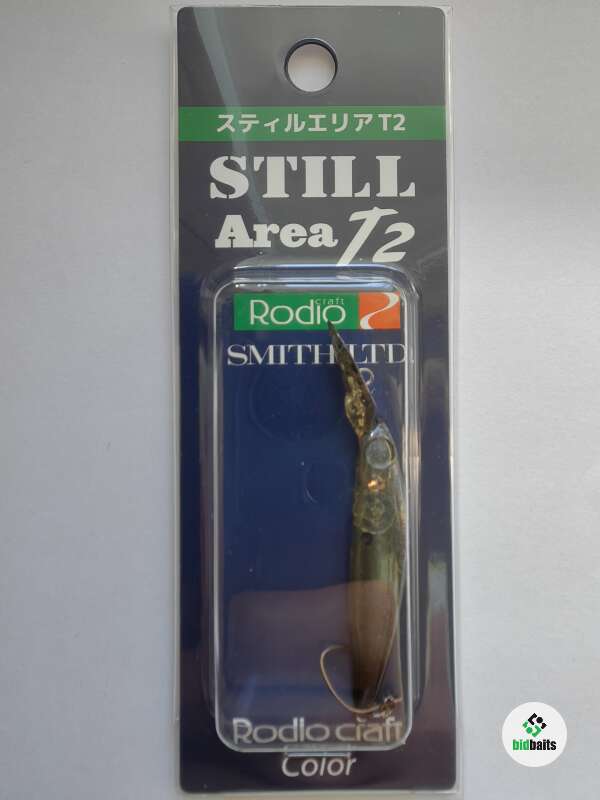 スティルエリアT2
STILL
Area T2
Rodio craft
SMITH LTD.
Rodio craft
Color
bidbaits